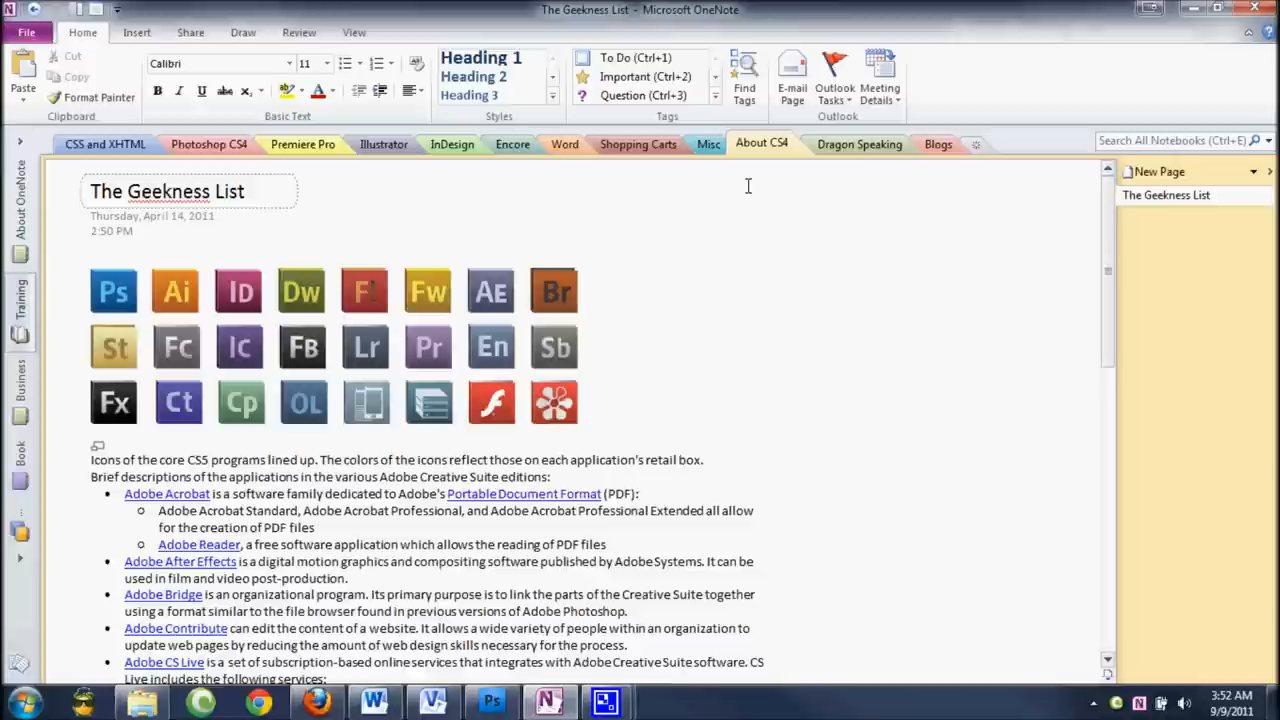 The Geekness List - Microsoft OneNote
File Home Insert Share Draw Review View
Cut
Copy
Format Painter
Paste
Clipboard
Calibri 11
B I U abc x₂ A
Basic Text
Heading 1
Heading 2
Heading 3
Styles
To Do (Ctrl+1)
Important (Ctrl+2)
Question (Ctrl+3)
Tags
Find
Tags
E-mail
Page
Outlook
Tasks
Meeting
Details
Outlook
CSS and XHTML Photoshop CS4 Premiere Pro Illustrator InDesign Encore Word Shopping Carts Misc About CS4 Dragon Speaking Blogs
Search All Notebooks (Ctrl+E)
About OneNote
Training
Business
Book
New Page
The Geekness List
The Geekness List
Thursday, April 14, 2011
2:50 PM
Ps Ai ID Dw Fl Fw AE Br
St Fc Ic FB Lr Pr En Sb
Fx Ct Cp OL
Icons of the core CS5 programs lined up. The colors of the icons reflect those on each application's retail box.
Brief descriptions of the applications in the various Adobe Creative Suite editions:
• Adobe Acrobat is a software family dedicated to Adobe's Portable Document Format (PDF):
○ Adobe Acrobat Standard, Adobe Acrobat Professional, and Adobe Acrobat Professional Extended all allow
for the creation of PDF files
○ Adobe Reader, a free software application which allows the reading of PDF files
• Adobe After Effects is a digital motion graphics and compositing software published by Adobe Systems. It can be
used in film and video post-production.
• Adobe Bridge is an organizational program. Its primary purpose is to link the parts of the Creative Suite together
using a format similar to the file browser found in previous versions of Adobe Photoshop.
• Adobe Contribute can edit the content of a website. It allows a wide variety of people within an organization to
update web pages by reducing the amount of web design skills necessary for the process.
• Adobe CS Live is a set of subscription-based online services that integrates with Adobe Creative Suite software. CS
Live includes the following services:
W V Ps N
3:52 AM
9/9/2011